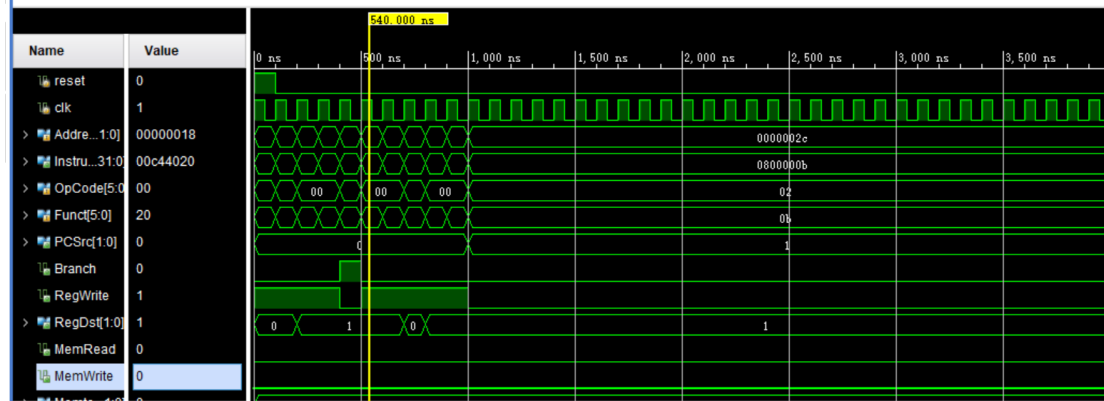 540.000 ns
Name Value
0 ns 500 ns 1,000 ns 1,500 ns 2,000 ns 2,500 ns 3,000 ns 3,500 ns
reset 0
clk 1
Addre...1:0] 00000018 0000002c
Instru...31:0] 00c44020 0800000b
OpCode[5:0 00 00 00 00 02
Funct[5:0] 20 0b
PCSrc[1:0] 0 0 1
Branch 0
RegWrite 1
RegDst[1:0] 1 0 1 0 1
MemRead 0
MemWrite 0